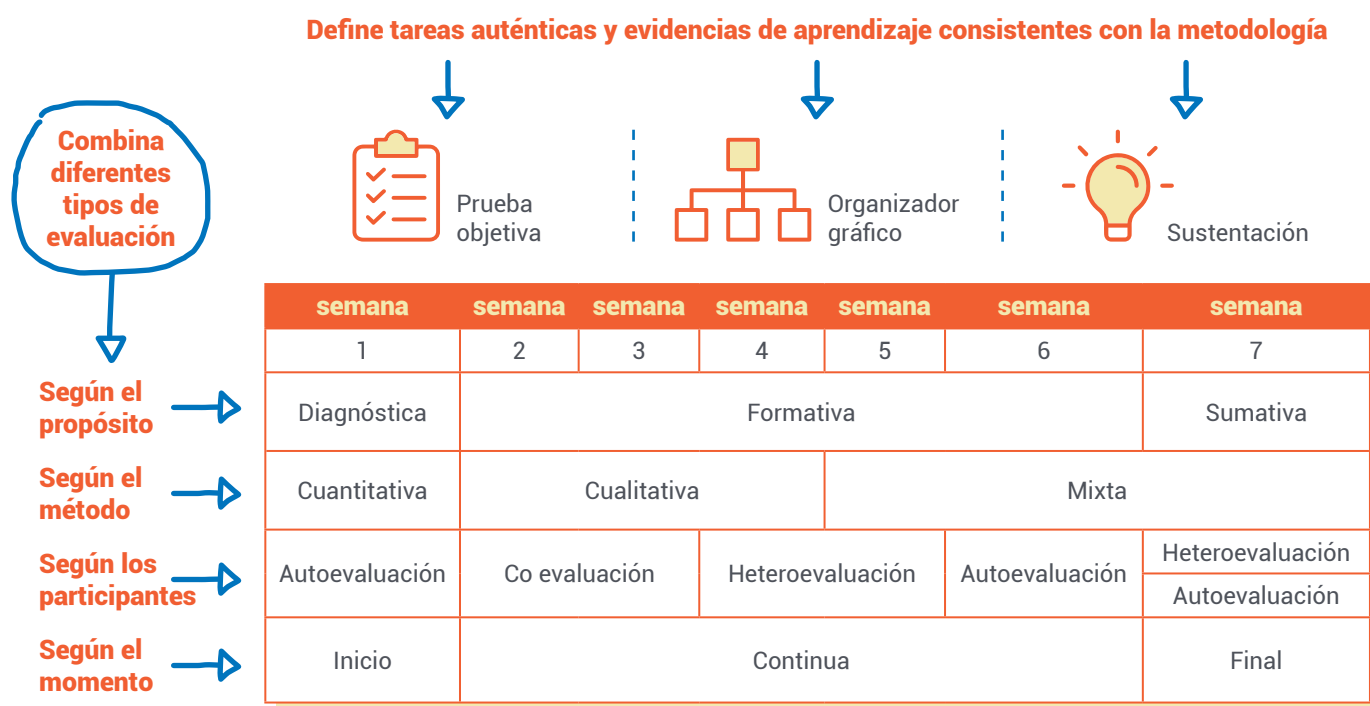 Define tareas auténticas y evidencias de aprendizaje consistentes con la metodología
Combina
diferentes
tipos de
evaluación
Prueba
objetiva
Organizador
gráfico
Sustentación
semana semana semana semana semana semana semana
1 2 3 4 5 6 7
Según el
propósito
Diagnóstica Formativa Sumativa
Según el
método
Cuantitativa Cualitativa Mixta
Según los
participantes
Autoevaluación Co evaluación Heteroevaluación Autoevaluación
Heteroevaluación
Autoevaluación
Según el
momento
Inicio Continua Final